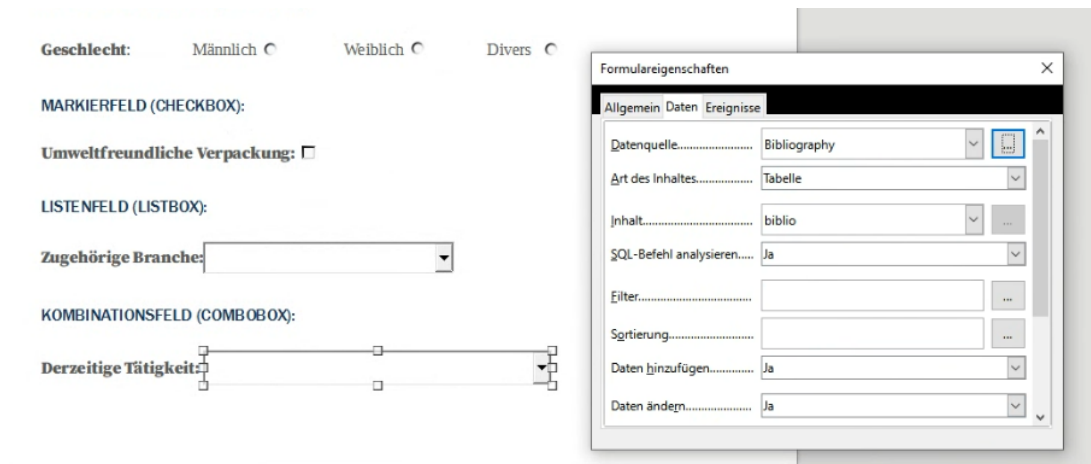 Geschlecht: Männlich Weiblich Divers
MARKIERFELD (CHECKBOX):
Umweltfreundliche Verpackung:
LISTENFELD (LISTBOX):
Zugehörige Branche:
KOMBINATIONSFELD (COMBOBOX):
Derzeitige Tätigkeit:
Formulareigenschaften
Allgemein Daten Ereignisse
Datenquelle....................... Bibliography ...
Art des Inhaltes................. Tabelle
Inhalt................................. biblio ...
SQL-Befehl analysieren..... Ja
Filter.................................. ...
Sortierung......................... ...
Daten hinzufügen............. Ja
Daten ändern..................... Ja